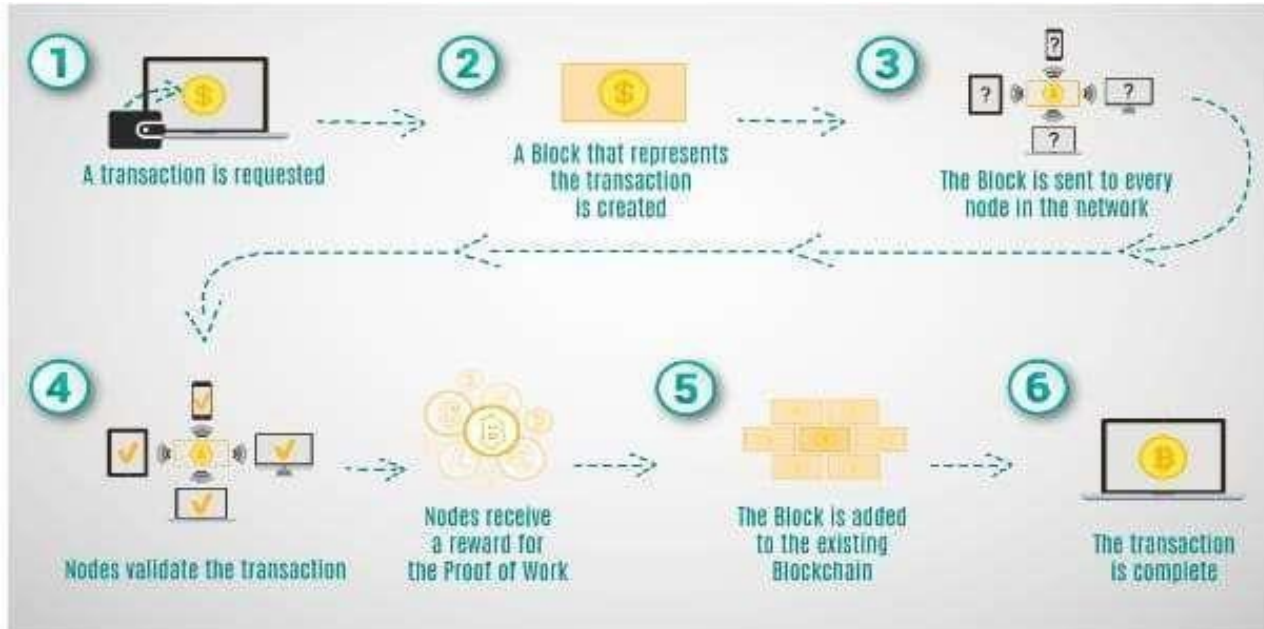 1
A transaction is requested
2
A Block that represents
the transaction
is created
3
?
?
?
?
The Block is sent to every
node in the network
4
Nodes validate the transaction
Nodes receive
a reward for
the Proof of Work
5
The Block is added
to the existing
Blockchain
6
The transaction
is complete